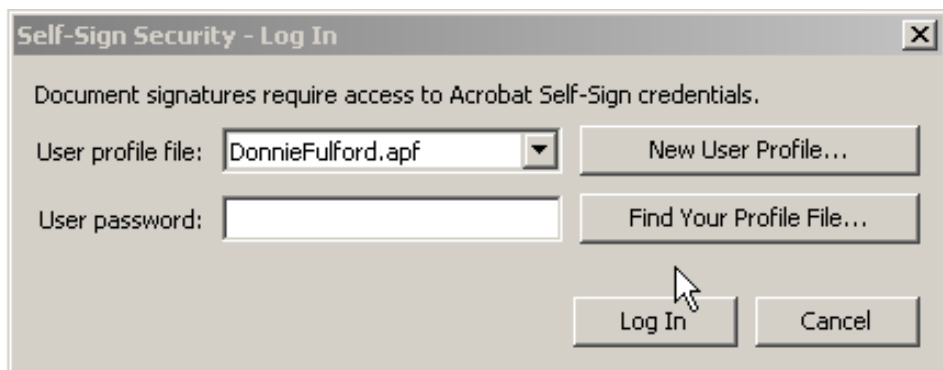 Self-Sign Security - Log In
Document signatures require access to Acrobat Self-Sign credentials.
User profile file: DonnieFulford.apf New User Profile...
User password: Find Your Profile File...
Log In Cancel